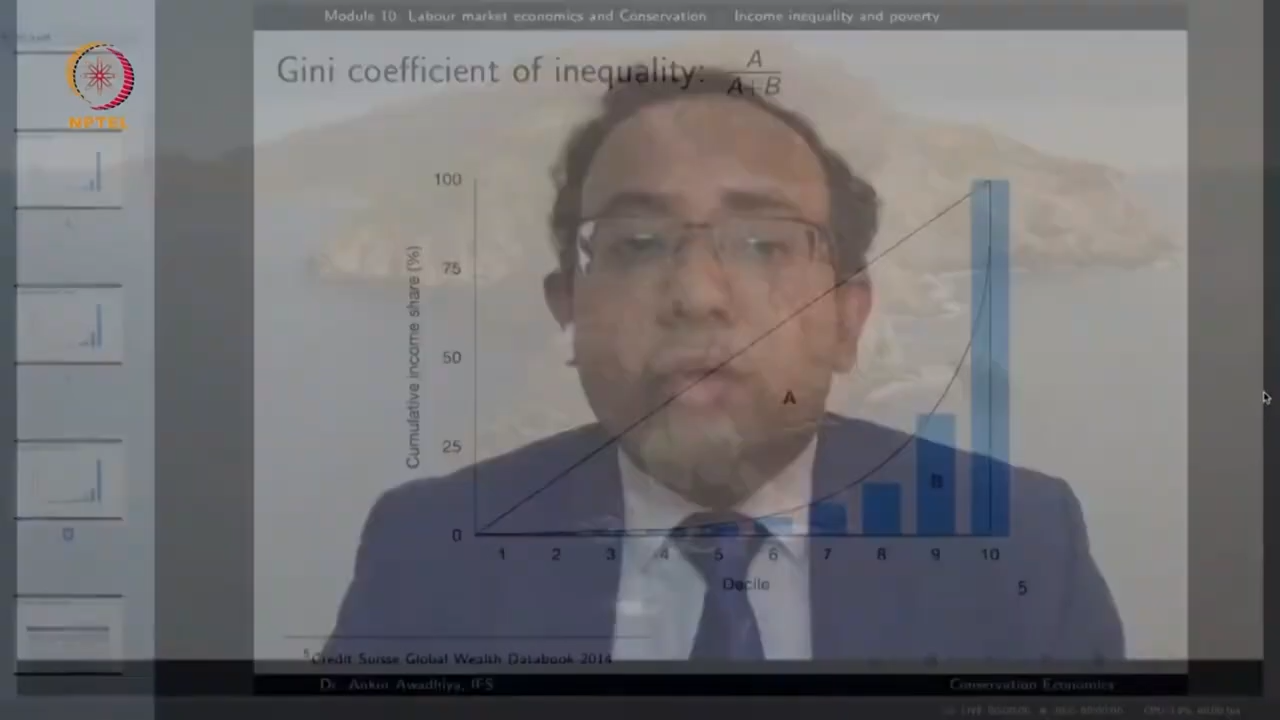 Module 10: Labour market economics and Conservation Income inequality and poverty
NPTEL
Gini coefficient of inequality: A
A+B
100
75
50
25
0
Cumulative income share (%)
A
B
1 2 3 4 5 6 7 8 9 10
Decile
5
5 Credit Suisse Global Wealth Databook 2014
Dr. Ankur Awadhiya, IFS Conservation Economics